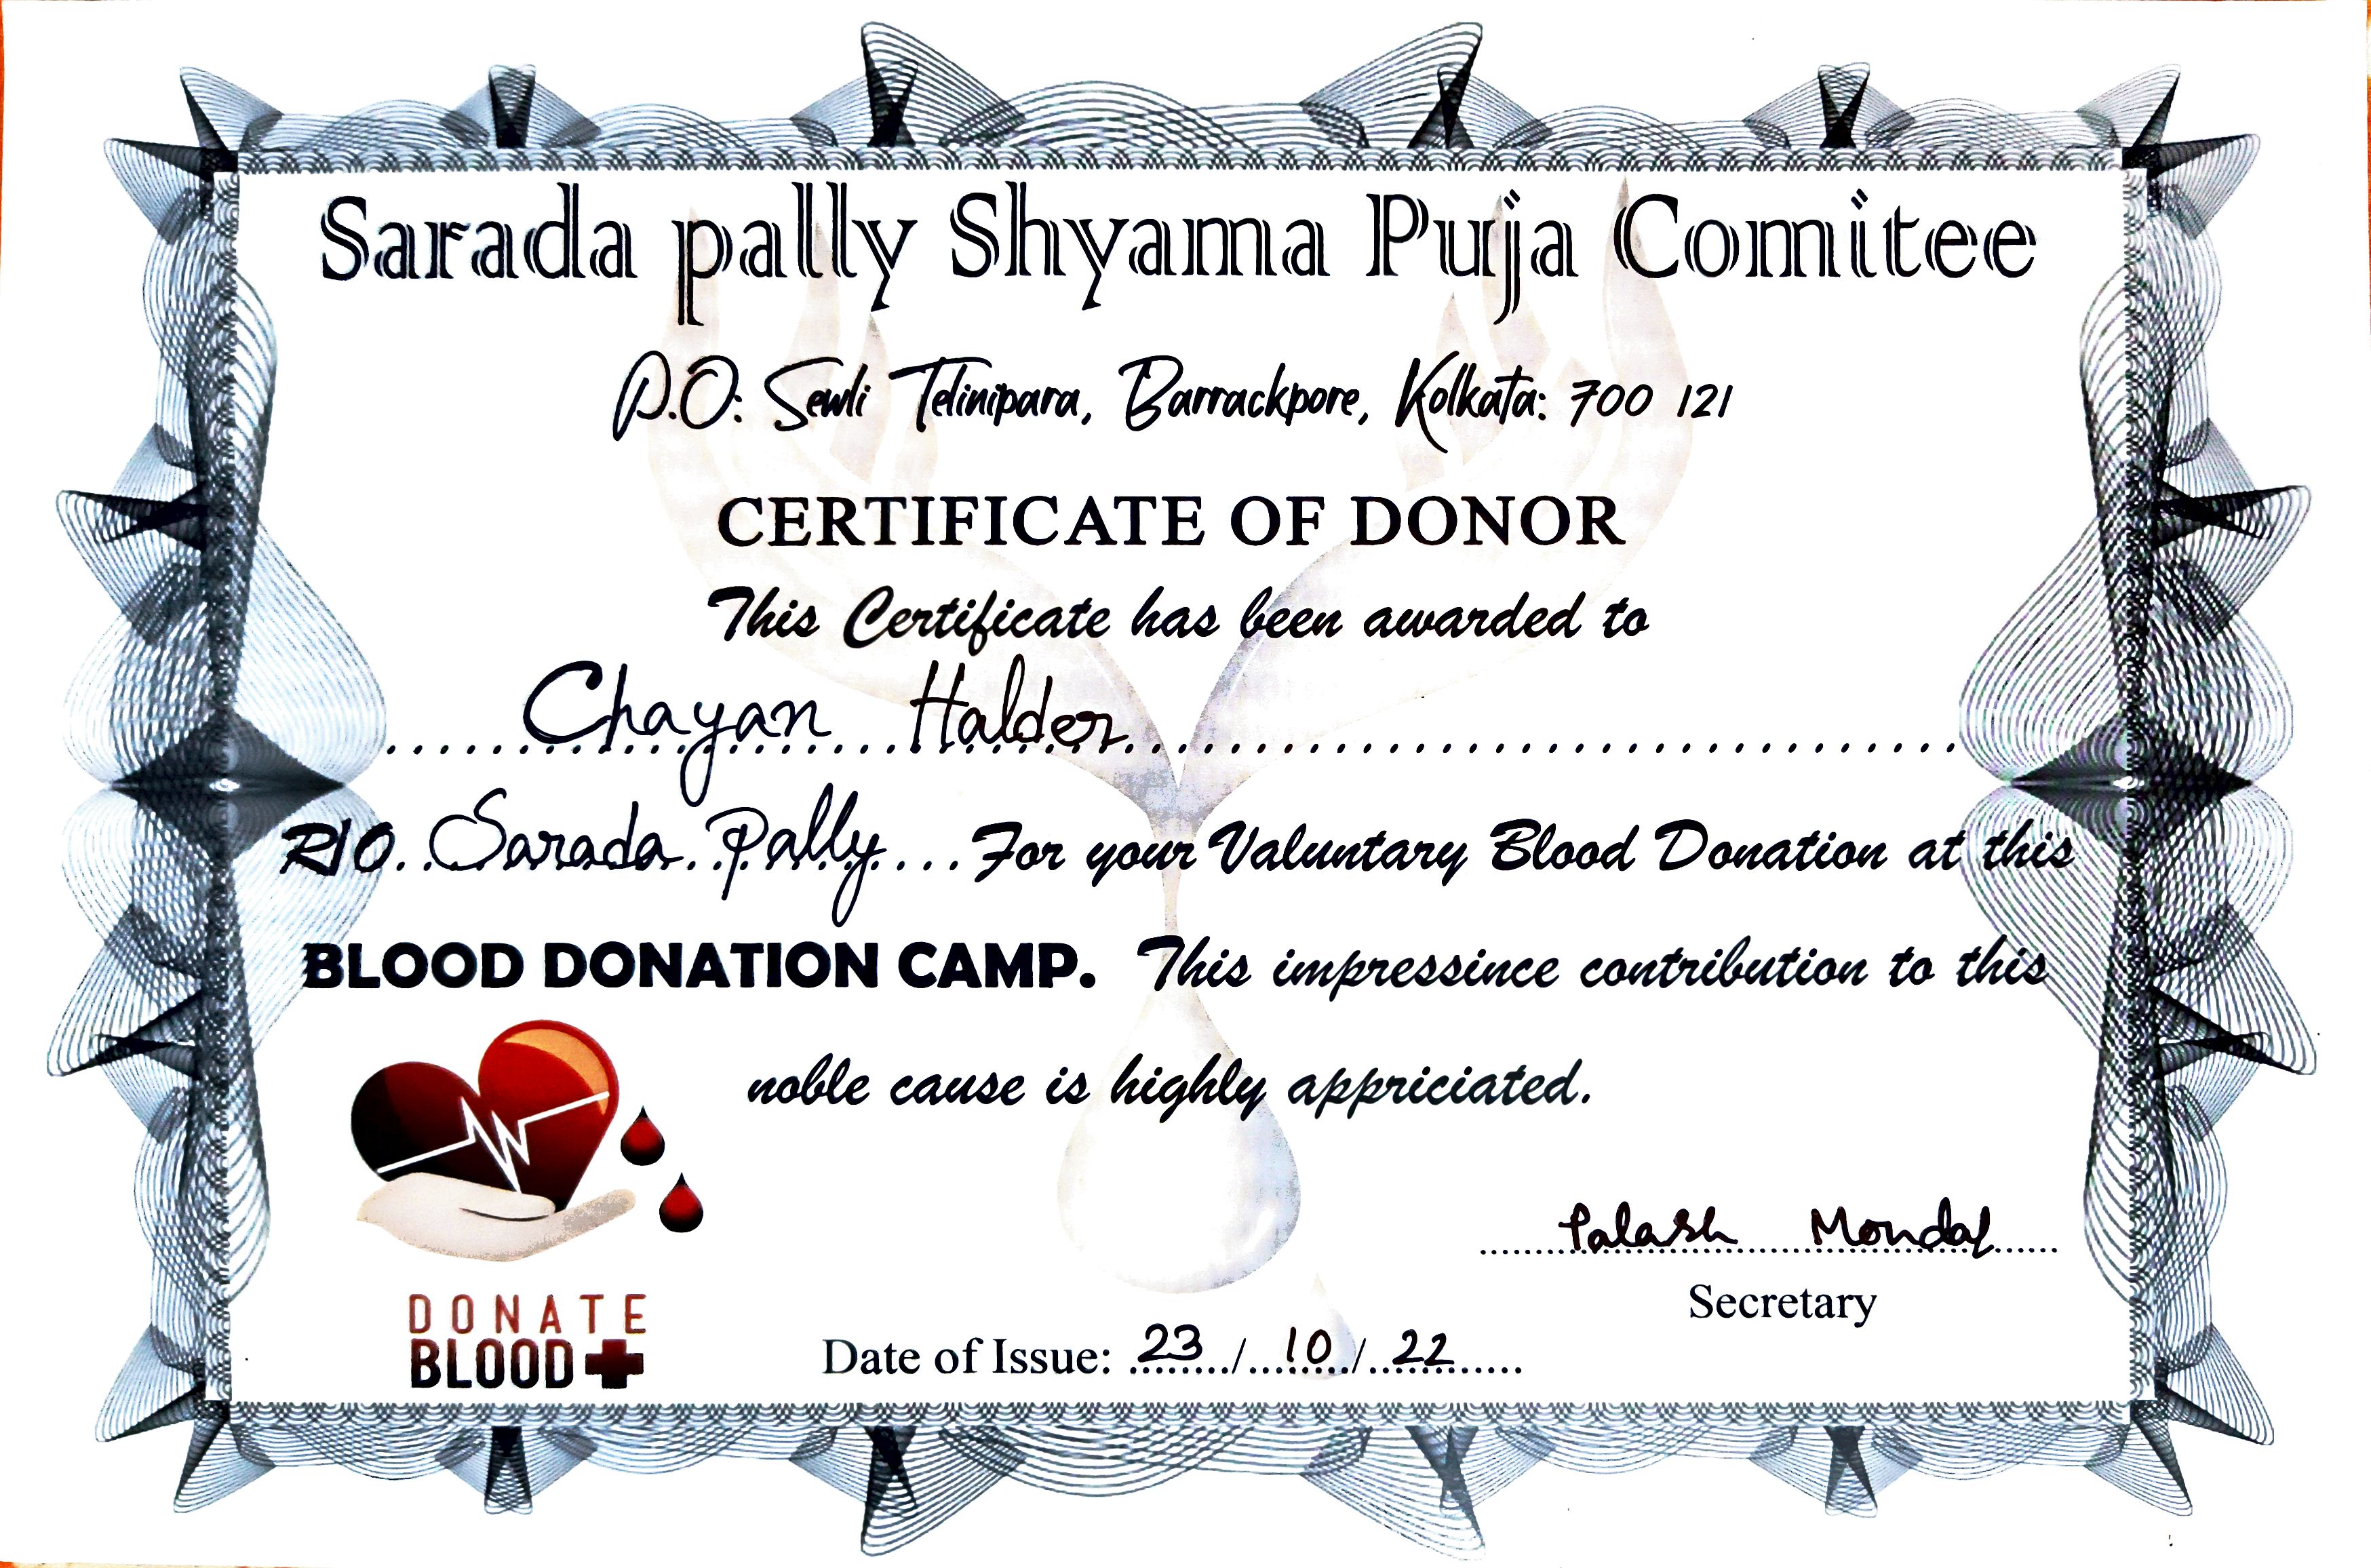 Sarada pally Shyama Puja Comitee
P.O: Sewli Telinipara, Barrackpore, Kolkata: 700 121
CERTIFICATE OF DONOR
This Certificate has been awarded to
Chayan Halder
R/O. Sarada Pally For your Valuntary Blood Donation at this
BLOOD DONATION CAMP. This impressince contribution to this
noble cause is highly appriciated.
Palash Mondal
Secretary
DONATE
BLOOD
Date of Issue: 23/10/22